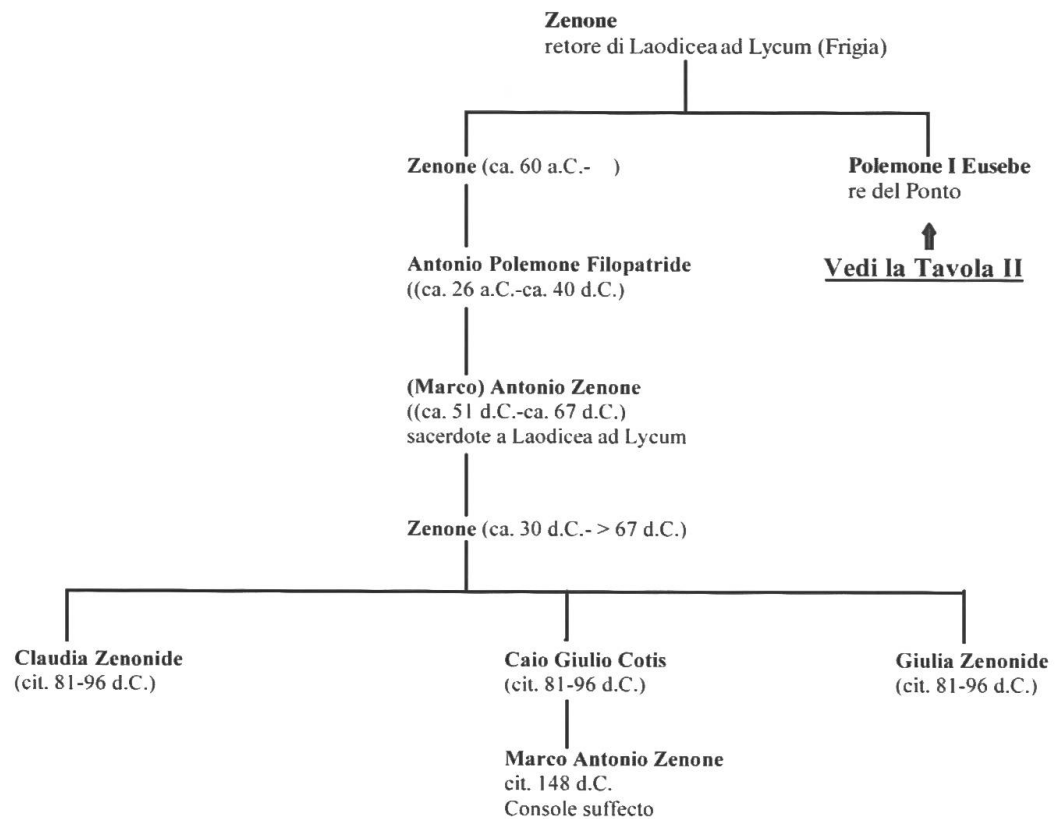 Zenone
retore di Laodicea ad Lycum (Frigia)
Zenone (ca. 60 a.C.- )
Polemone I Eusebe
re del Ponto
Vedi la Tavola II
Antonio Polemone Filopatride
((ca. 26 a.C.-ca. 40 d.C.)
(Marco) Antonio Zenone
((ca. 51 d.C.-ca. 67 d.C.)
sacerdote a Laodicea ad Lycum
Zenone (ca. 30 d.C.- > 67 d.C.)
Claudia Zenonide
(cit. 81-96 d.C.)
Caio Giulio Cotis
(cit. 81-96 d.C.)
Giulia Zenonide
(cit. 81-96 d.C.)
Marco Antonio Zenone
cit. 148 d.C.
Console suffecto